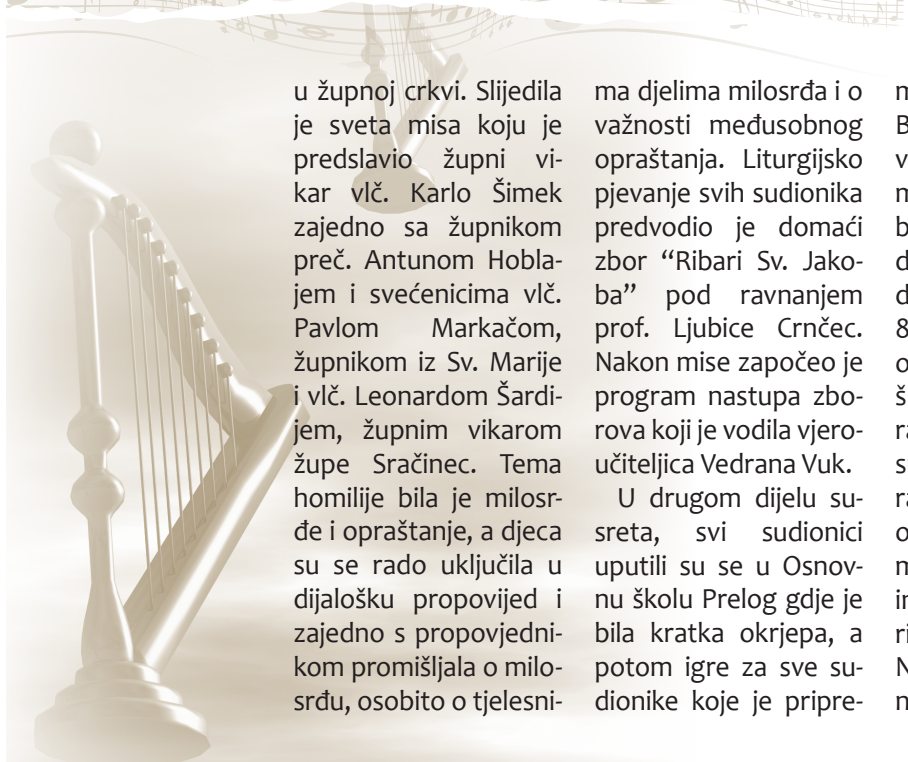 u župnoj crkvi. Slijedila
je sveta misa koju je
predslavio župni vi-
kar vlč. Karlo Šimek
zajedno sa župnikom
preč. Antunom Hobla-
jem i svećenicima vlč.
Pavlom Markačom,
župnikom iz Sv. Marije
i vlč. Leonardom Šardi-
jem, župnim vikarom
župe Sračinec. Tema
homilije bila je milosr-
đe i opraštanje, a djeca
su se rado uključila u
dijalošku propovijed i
zajedno s propovjedni-
kom promišljala o milo-
srđu, osobito o tjelesni-
ma djelima milosrđa i o
važnosti međusobnog
opraštanja. Liturgijsko
pjevanje svih sudionika
predvodio je domaći
zbor “Ribari Sv. Jako-
ba” pod ravnanjem
prof. Ljubice Crnčec.
Nakon mise započeo je
program nastupa zbo-
rova koji je vodila vjero-
učiteljica Vedrana Vuk.
U drugom dijelu su-
sreta, svi sudionici
uputili su se u Osnov-
nu školu Prelog gdje je
bila kratka okrjepa, a
potom igre za sve su-
dionike koje je pripre-